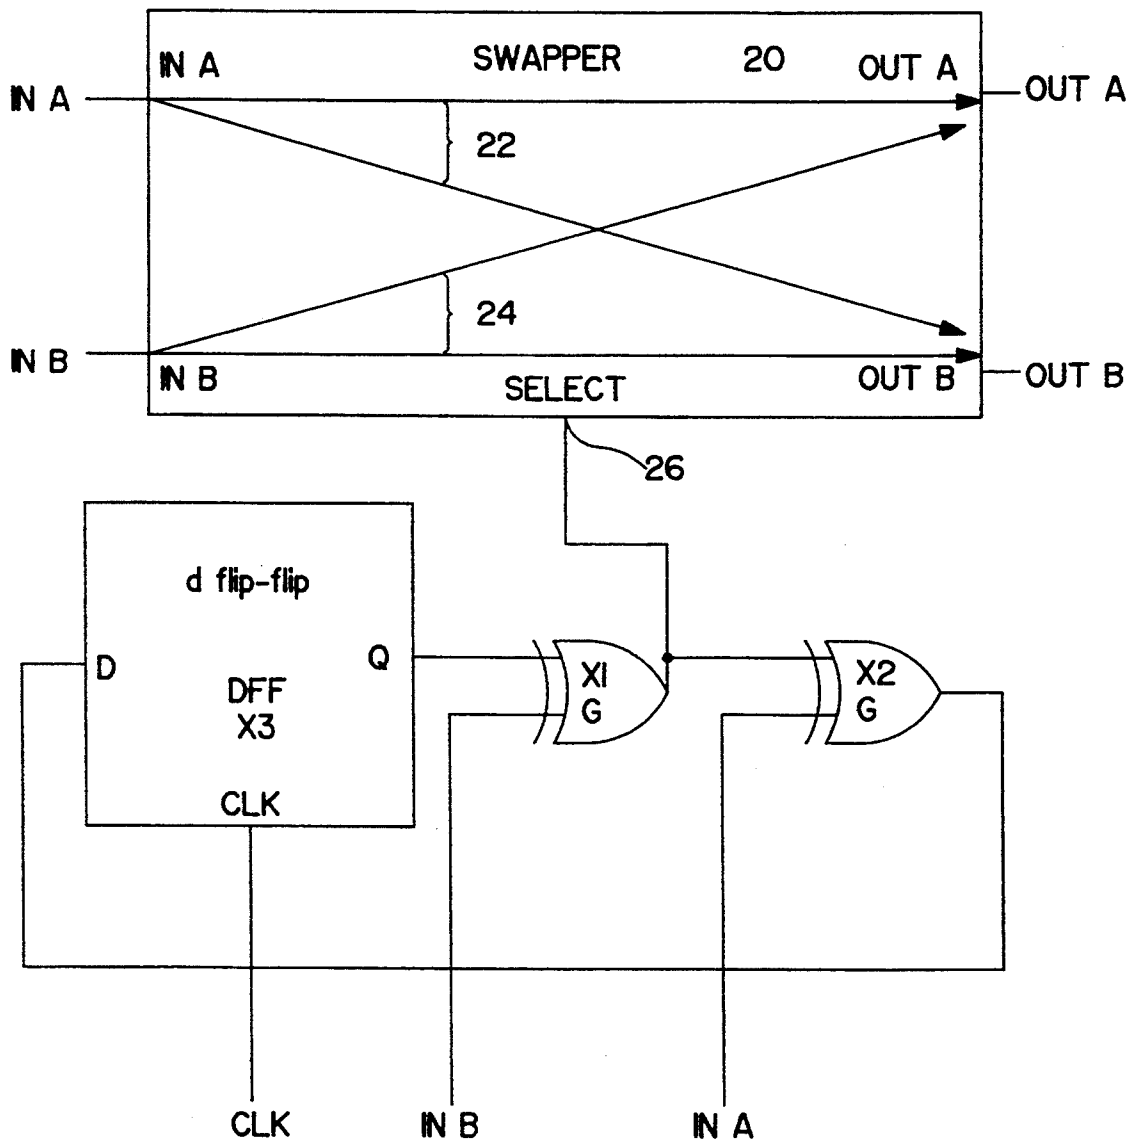 IN A SWAPPER 20 OUT A
IN A OUT A
22
24
IN B OUT B
IN B SELECT OUT B
26
d flip-flip
D Q X1 X2
DFF G G
X3
CLK
CLK IN B IN A